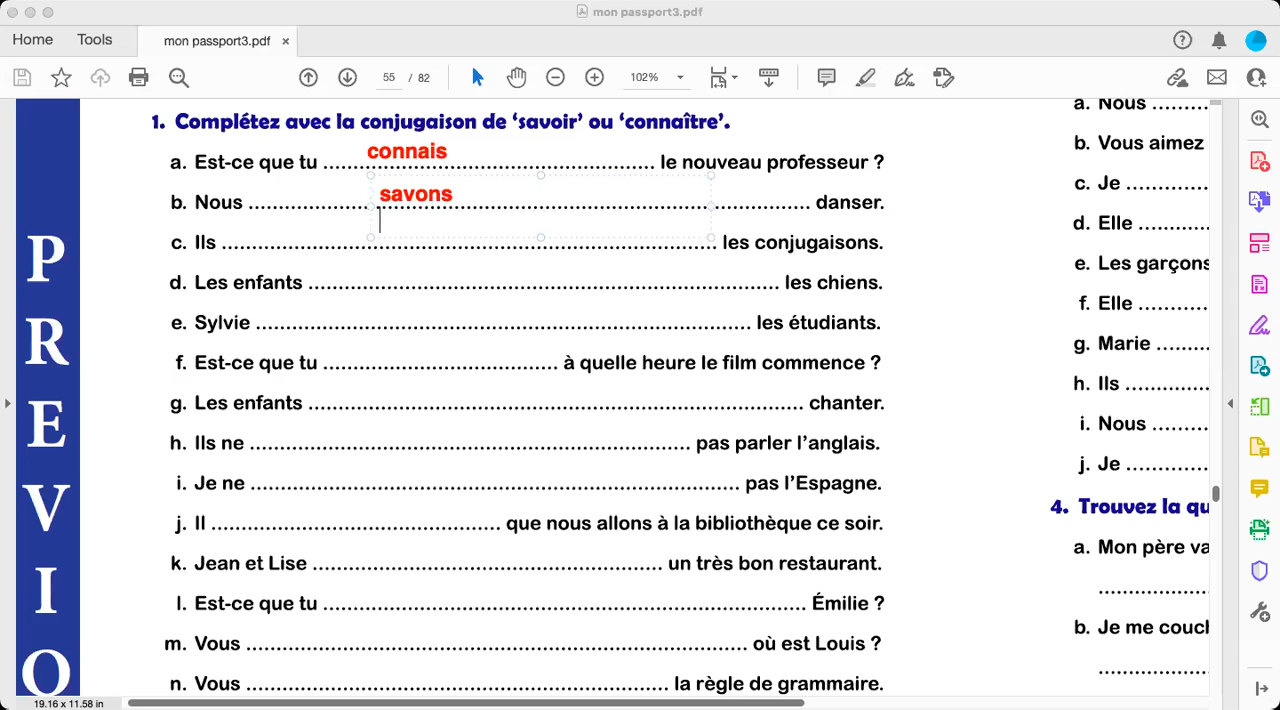 mon passport3.pdf
Home Tools mon passport3.pdf ×
55 / 82 102%
1. Complétez avec la conjugaison de ‘savoir’ ou ‘connaître’.
connais
a. Est-ce que tu ........................................................ le nouveau professeur ?
savons
b. Nous ............................................................................... danser.
c. Ils ...................................................................... les conjugaisons.
d. Les enfants .................................................................. les chiens.
e. Sylvie ...................................................................... les étudiants.
f. Est-ce que tu ................................. à quelle heure le film commence ?
g. Les enfants ...................................................................... chanter.
h. Ils ne .............................................................. pas parler l’anglais.
i. Je ne ..................................................................... pas l’Espagne.
j. Il ......................................... que nous allons à la bibliothèque ce soir.
k. Jean et Lise ................................................. un très bon restaurant.
l. Est-ce que tu .................................................................... Émilie ?
m. Vous ....................................................................... où est Louis ?
n. Vous ............................................................ la règle de grammaire.
a. Nous ........
b. Vous aimez
c. Je ............
d. Elle ..........
e. Les garçons
f. Elle ..........
g. Marie ........
h. Ils ............
i. Nous ........
j. Je ............
4. Trouvez la qu
a. Mon père va
................
b. Je me couch
................
PREVIO
19.16 x 11.58 in